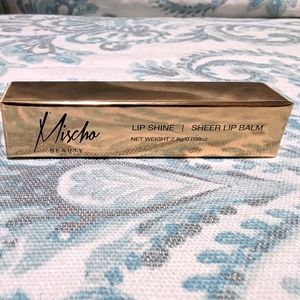 Mischo
BEAUTY
LIP SHINE | SHEER LIP BALM
NET WEIGHT 2.8g/0.098oz